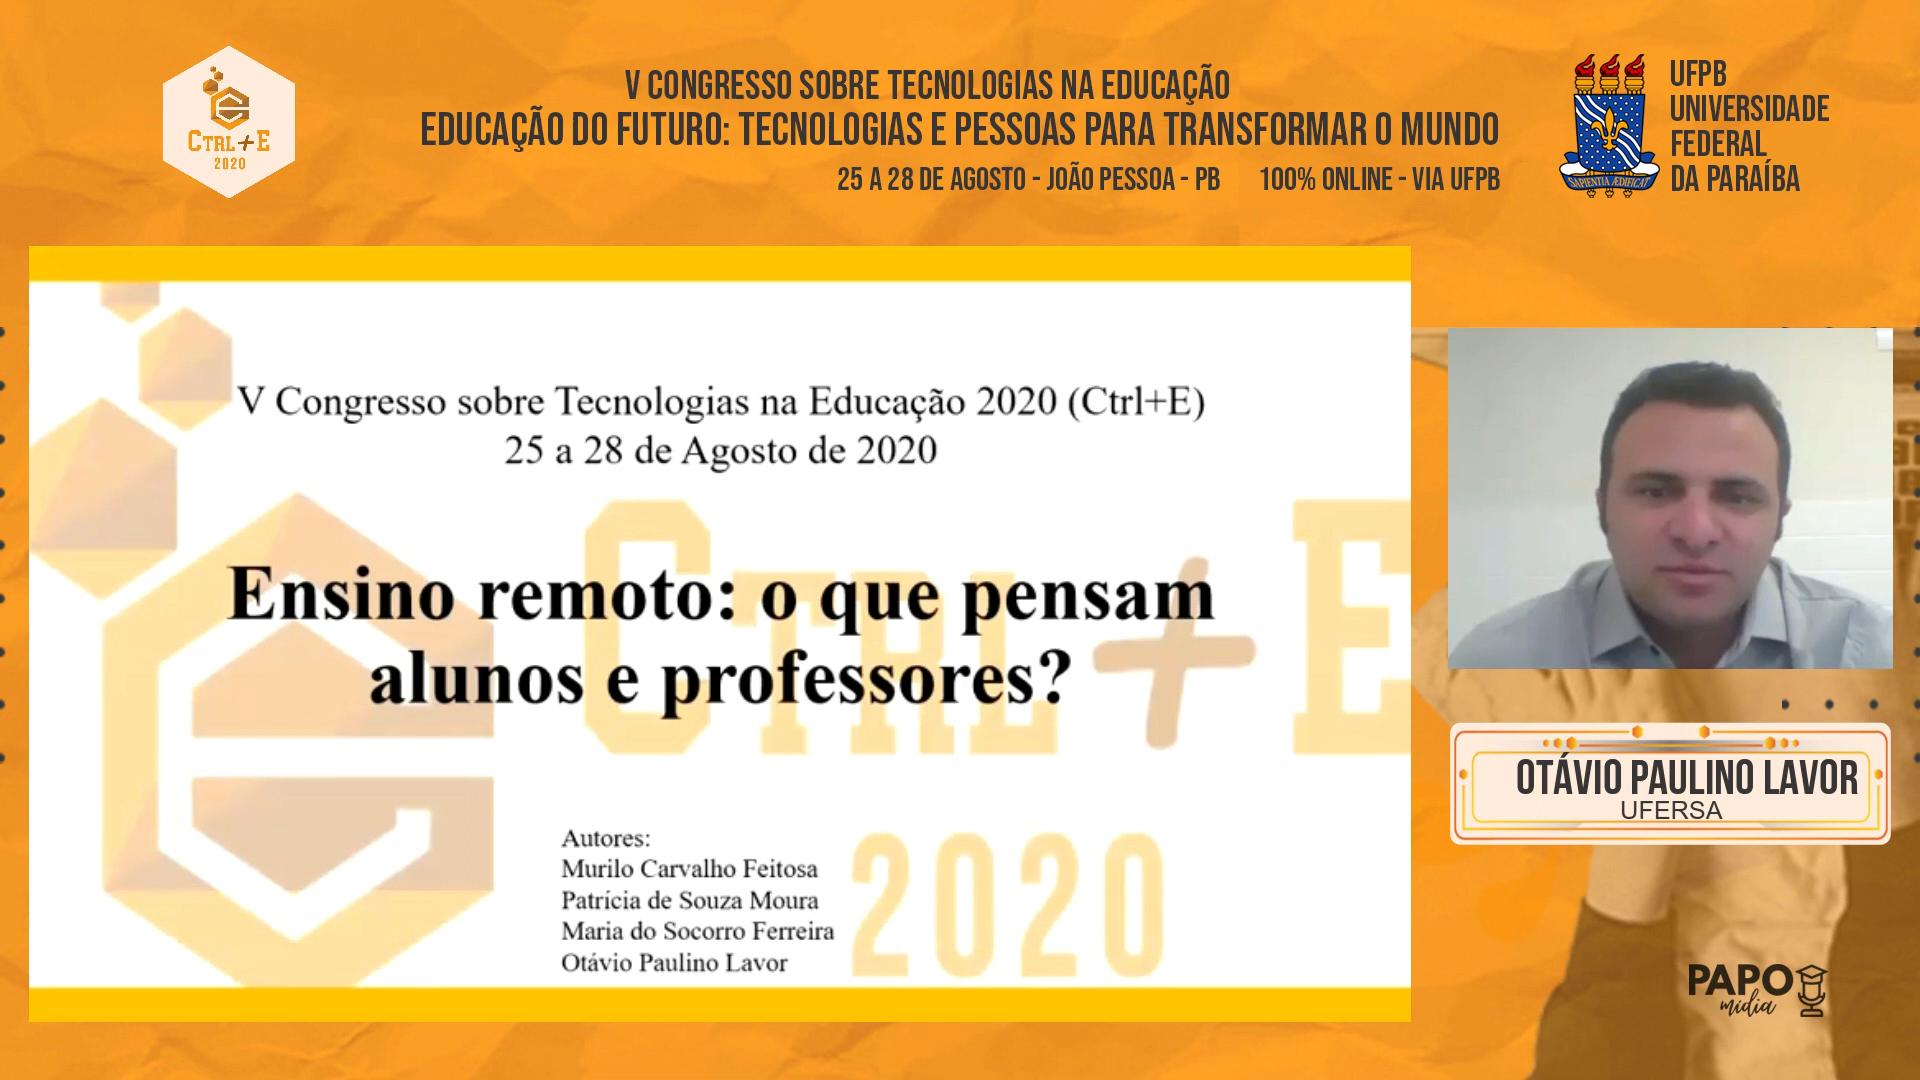 CTRL+E
2020
V CONGRESSO SOBRE TECNOLOGIAS NA EDUCAÇÃO
EDUCAÇÃO DO FUTURO: TECNOLOGIAS E PESSOAS PARA TRANSFORMAR O MUNDO
25 A 28 DE AGOSTO - JOÃO PESSOA - PB 100% ONLINE - VIA UFPB
SAPIENTIA ÆDIFICAT
UFPB
UNIVERSIDADE
FEDERAL
DA PARAÍBA
V Congresso sobre Tecnologias na Educação 2020 (Ctrl+E)
25 a 28 de Agosto de 2020
CTRL+E
Ensino remoto: o que pensam
alunos e professores?
Autores:
Murilo Carvalho Feitosa
Patrícia de Souza Moura
Maria do Socorro Ferreira
Otávio Paulino Lavor
2020
OTÁVIO PAULINO LAVOR
UFERSA
PAPO
mídia